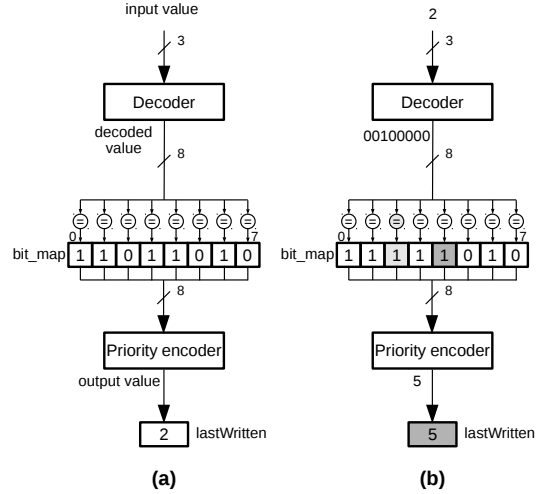 input value
3
Decoder
decoded
value
8
= = = = = = = =
0 7
bit_map 1 1 0 1 1 0 1 0
8
Priority encoder
output value
2 lastWritten
(a)
2
3
Decoder
00100000
8
= = = = = = = =
0 7
bit_map 1 1 1 1 1 0 1 0
8
Priority encoder
5
5 lastWritten
(b)